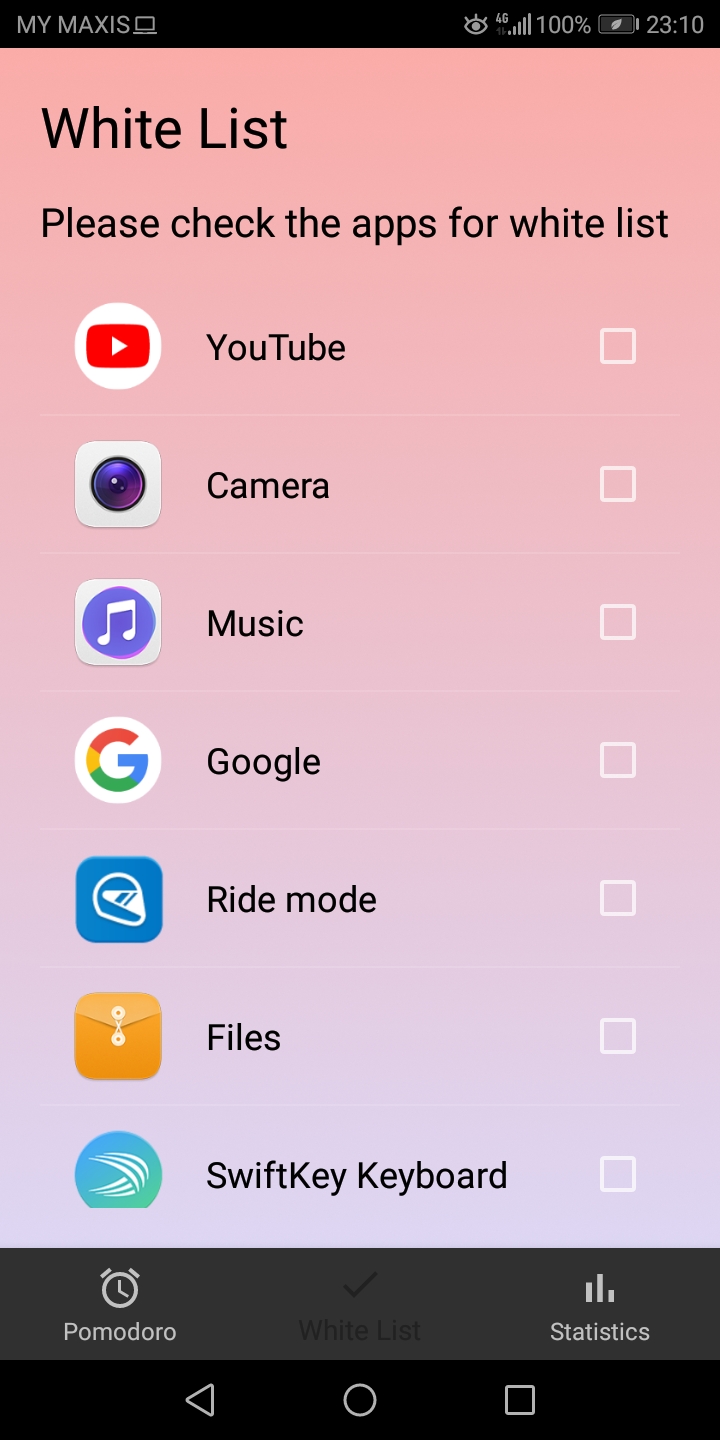 MY MAXIS 4G 100% 23:10
White List
Please check the apps for white list
YouTube
Camera
Music
Google
Ride mode
Files
SwiftKey Keyboard
Pomodoro White List Statistics